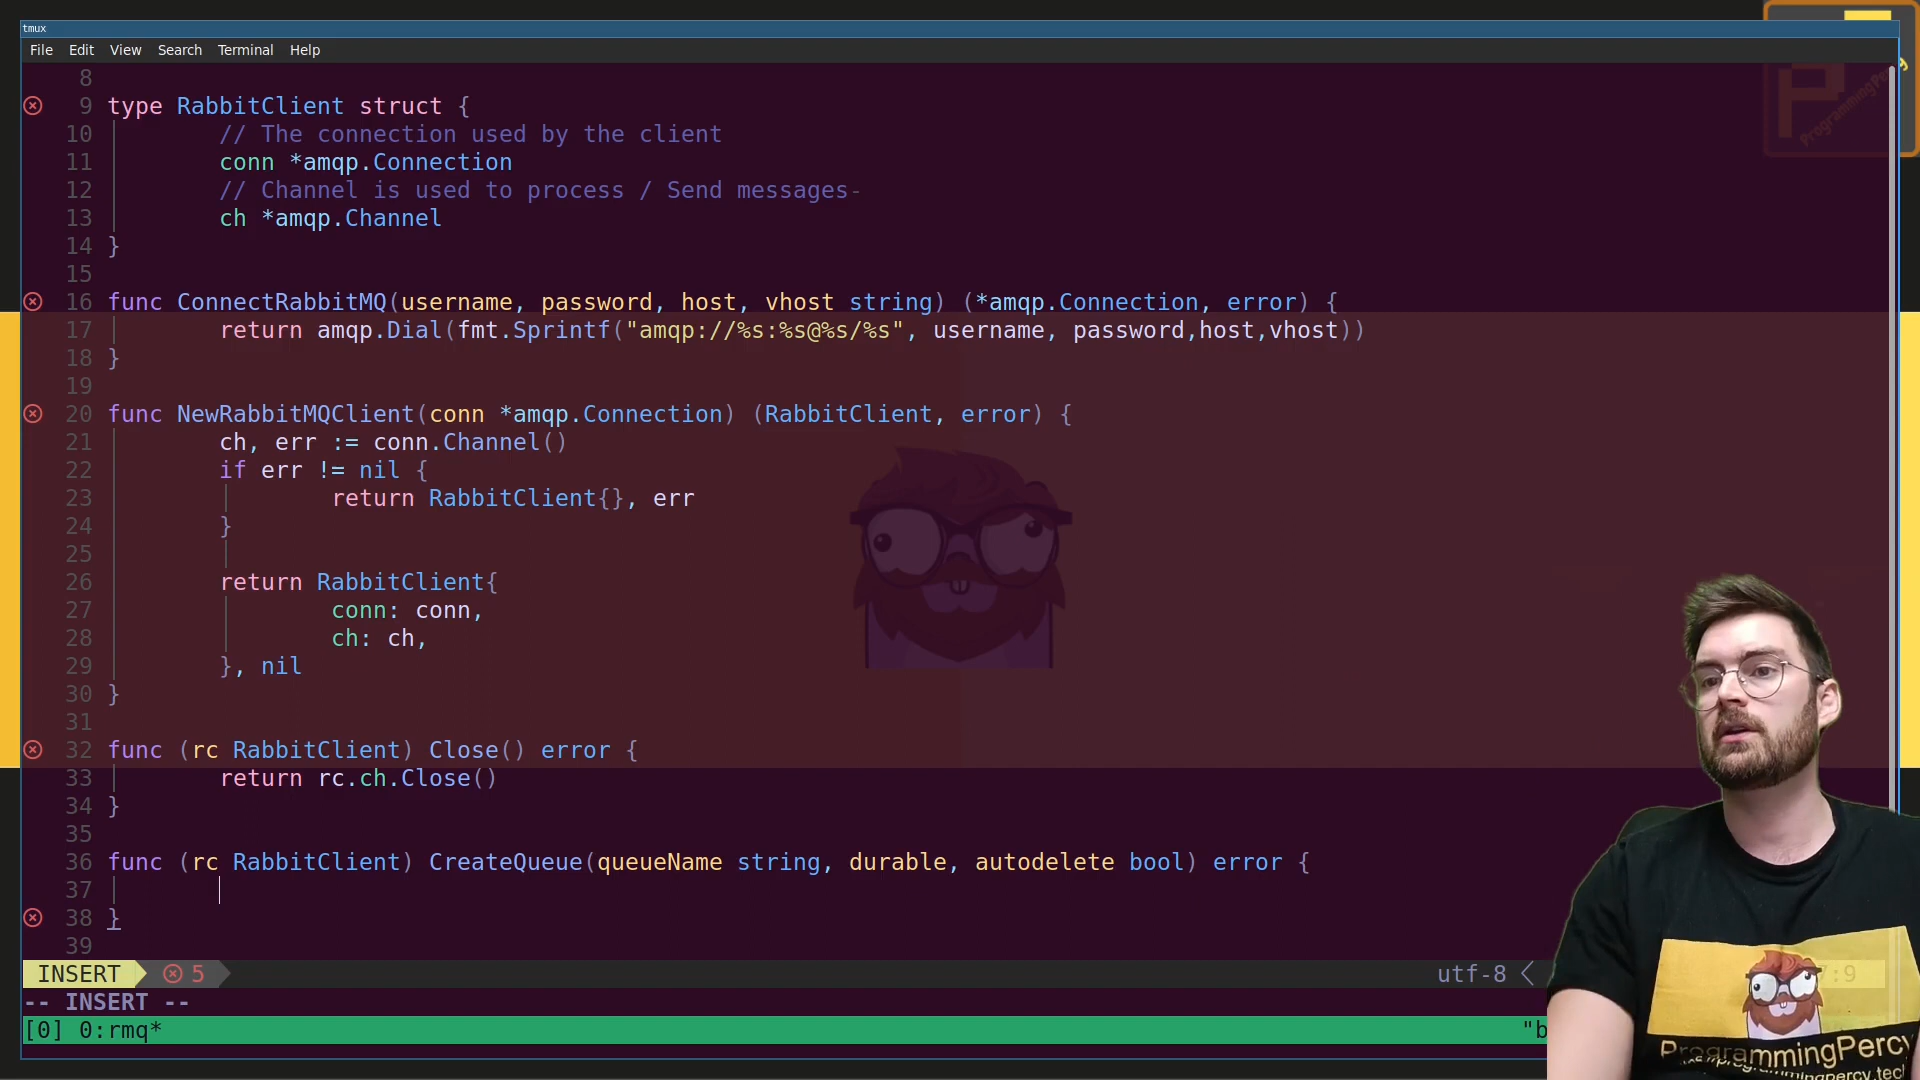 tmux
File Edit View Search Terminal Help
8
9 type RabbitClient struct {
10 // The connection used by the client
11 conn *amqp.Connection
12 // Channel is used to process / Send messages-
13 ch *amqp.Channel
14 }
15
16 func ConnectRabbitMQ(username, password, host, vhost string) (*amqp.Connection, error) {
17 return amqp.Dial(fmt.Sprintf("amqp://%s:%s@%s/%s", username, password,host,vhost))
18 }
19
20 func NewRabbitMQClient(conn *amqp.Connection) (RabbitClient, error) {
21 ch, err := conn.Channel()
22 if err != nil {
23 return RabbitClient{}, err
24 }
25
26 return RabbitClient{
27 conn: conn,
28 ch: ch,
29 }, nil
30 }
31
32 func (rc RabbitClient) Close() error {
33 return rc.ch.Close()
34 }
35
36 func (rc RabbitClient) CreateQueue(queueName string, durable, autodelete bool) error {
37
38 }
39
INSERT 5 utf-8 7:9
-- INSERT --
[0] 0:rmq* "b
ProgrammingPercy